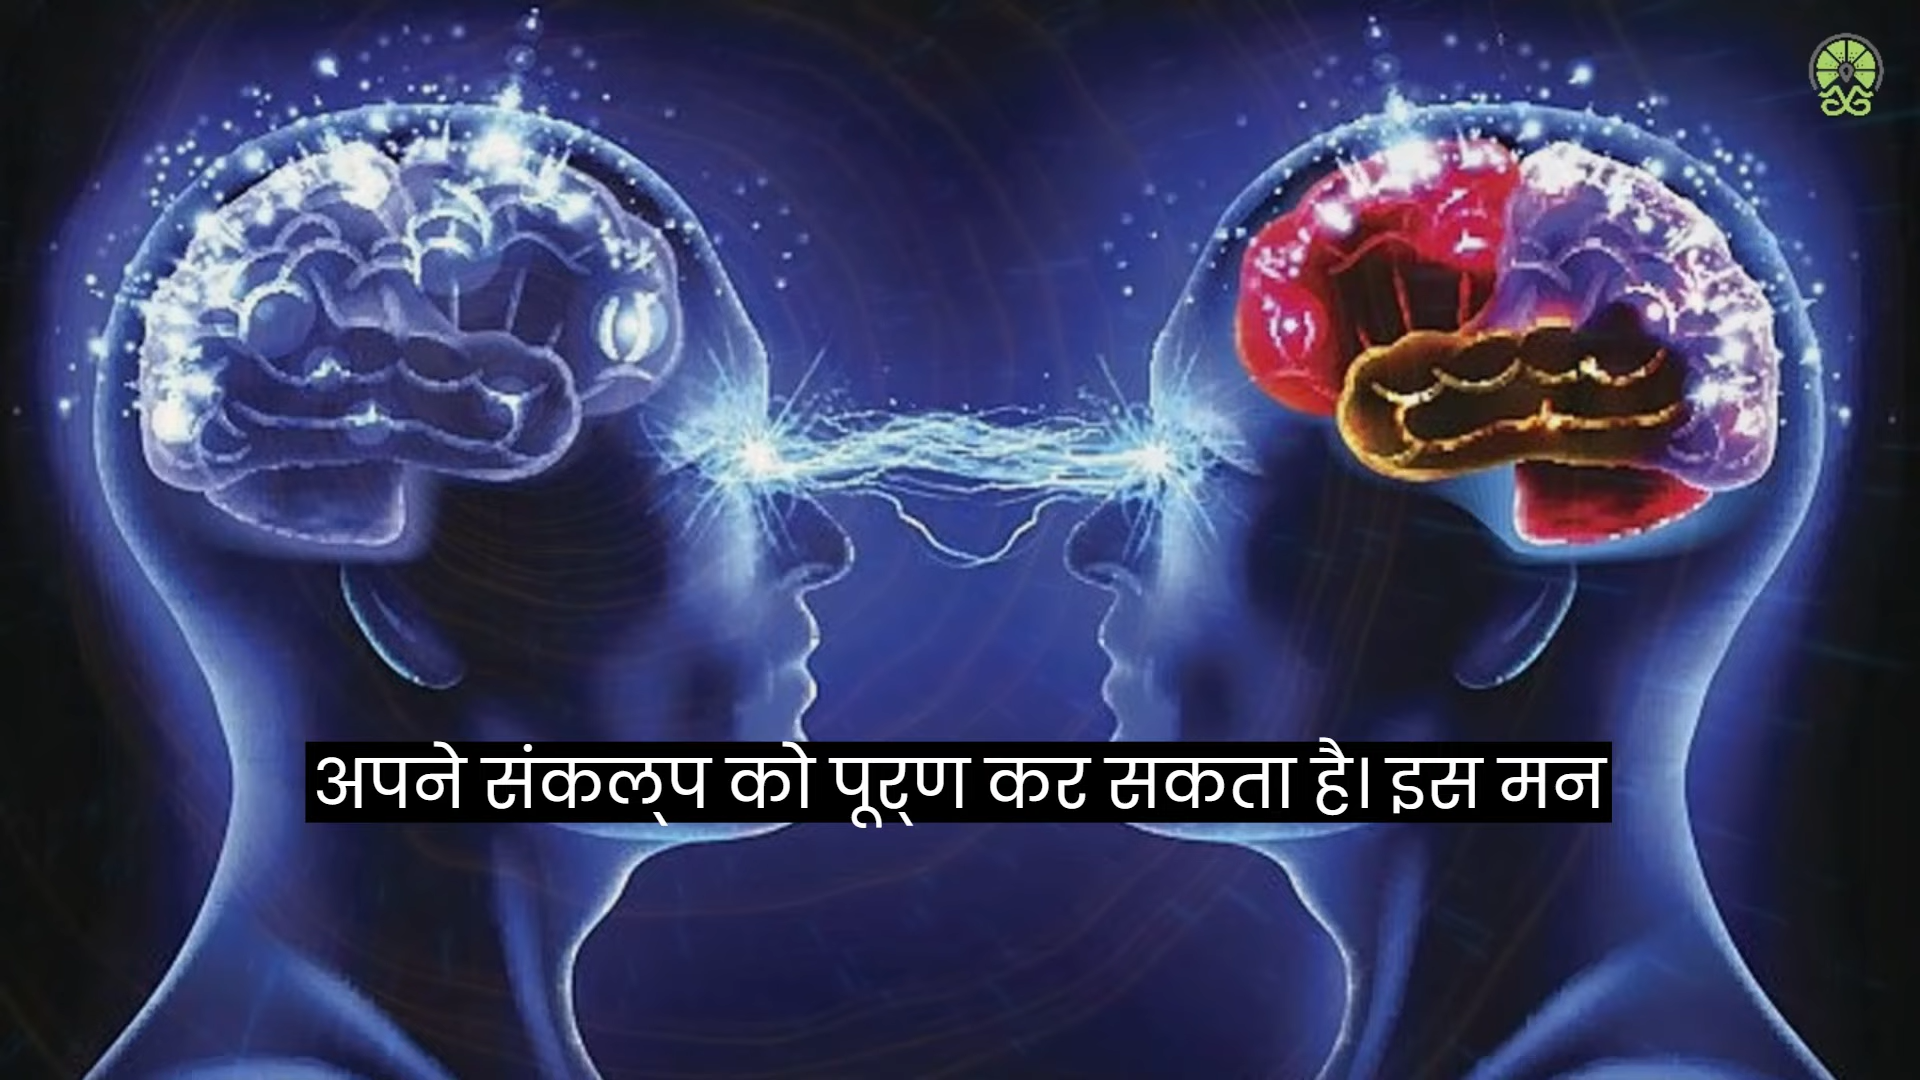 अपने संकल्प को पूर्ण कर सकता है। इस मन